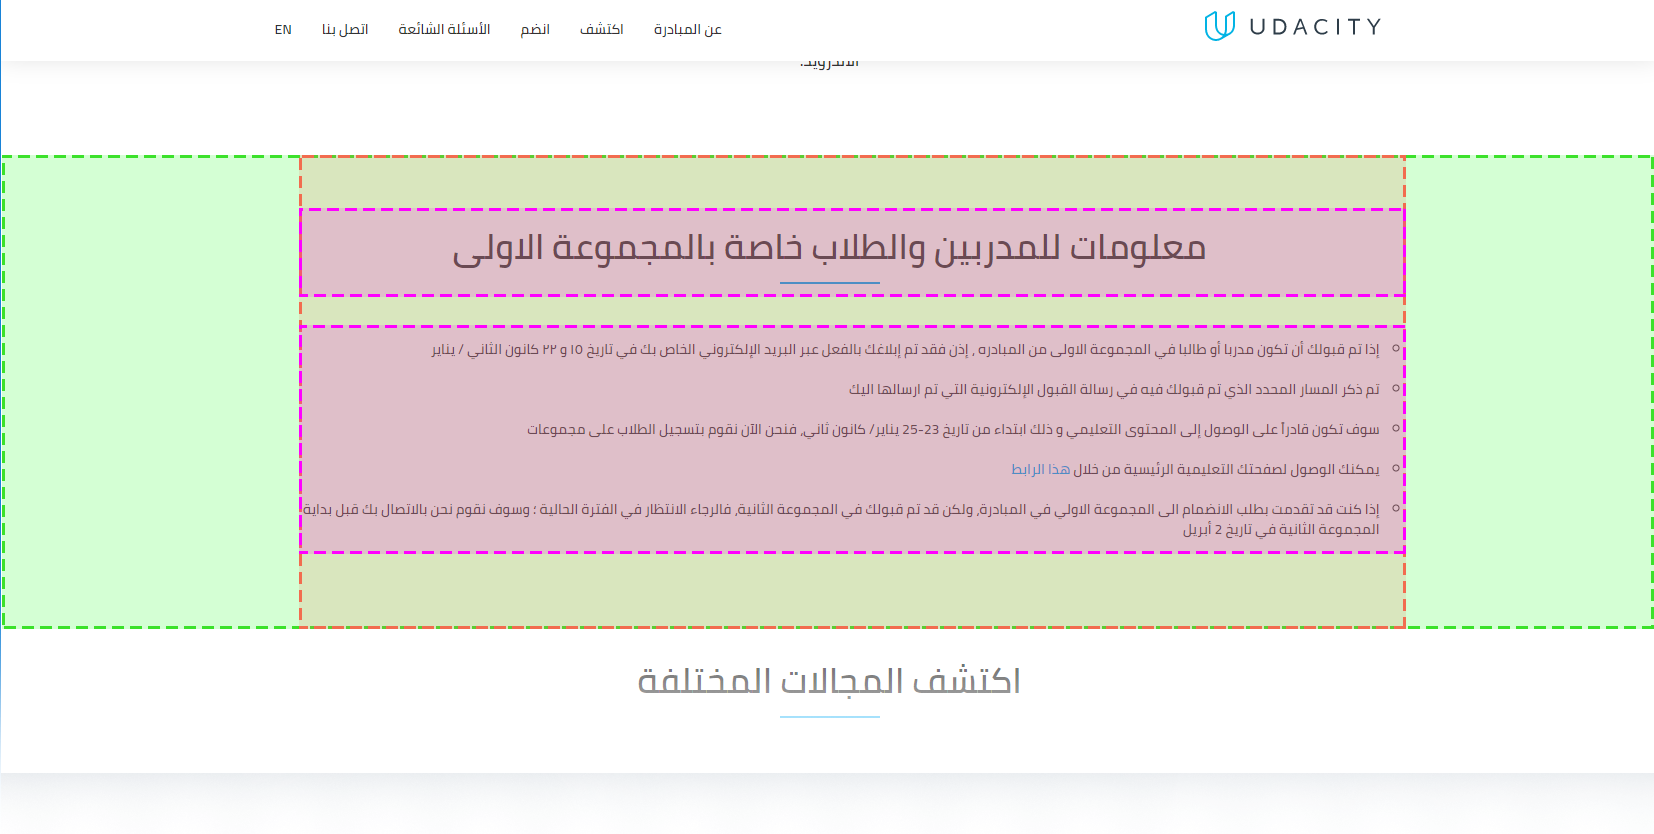 UDACITY
عن المبادرة
اكتشف
انضم
الأسئلة الشائعة
اتصل بنا
EN
الاندرويد.
معلومات للمدربين والطلاب خاصة بالمجموعة الاولى
إذا تم قبولك أن تكون مدربا أو طالبا في المجموعة الاولى من المبادره , إذن فقد تم إبلاغك بالفعل عبر البريد الإلكتروني الخاص بك في تاريخ ١٥ و ٢٢ كانون الثاني / يناير
تم ذكر المسار المحدد الذي تم قبولك فيه في رسالة القبول الإلكترونية التي تم ارسالها اليك
سوف تكون قادراً على الوصول إلى المحتوى التعليمي و ذلك ابتداء من تاريخ 23-25 يناير/ كانون ثاني, فنحن الآن نقوم بتسجيل الطلاب على مجموعات
يمكنك الوصول لصفحتك التعليمية الرئيسية من خلال هذا الرابط
إذا كنت قد تقدمت بطلب الانضمام الى المجموعة الاولي في المبادرة, ولكن قد تم قبولك في المجموعة الثانية, فالرجاء الانتظار في الفترة الحالية ؛ وسوف نقوم نحن بالاتصال بك قبل بداية
المجموعة الثانية في تاريخ 2 أبريل
اكتشف المجالات المختلفة